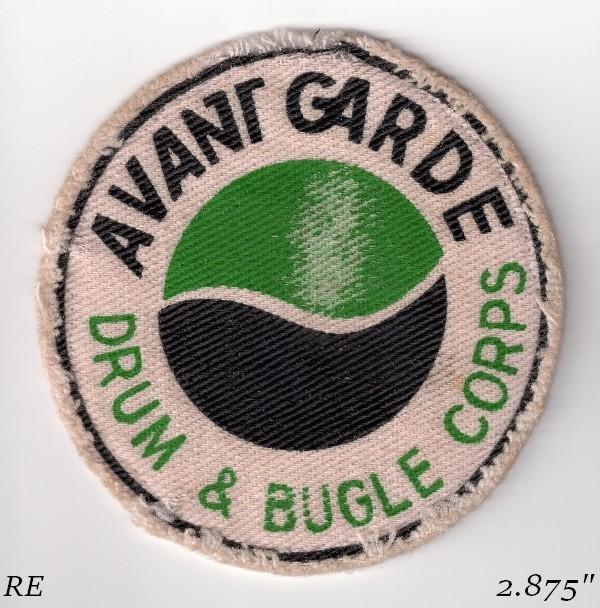 AVANT GARDE
DRUM & BUGLE CORPS
RE
2.875"